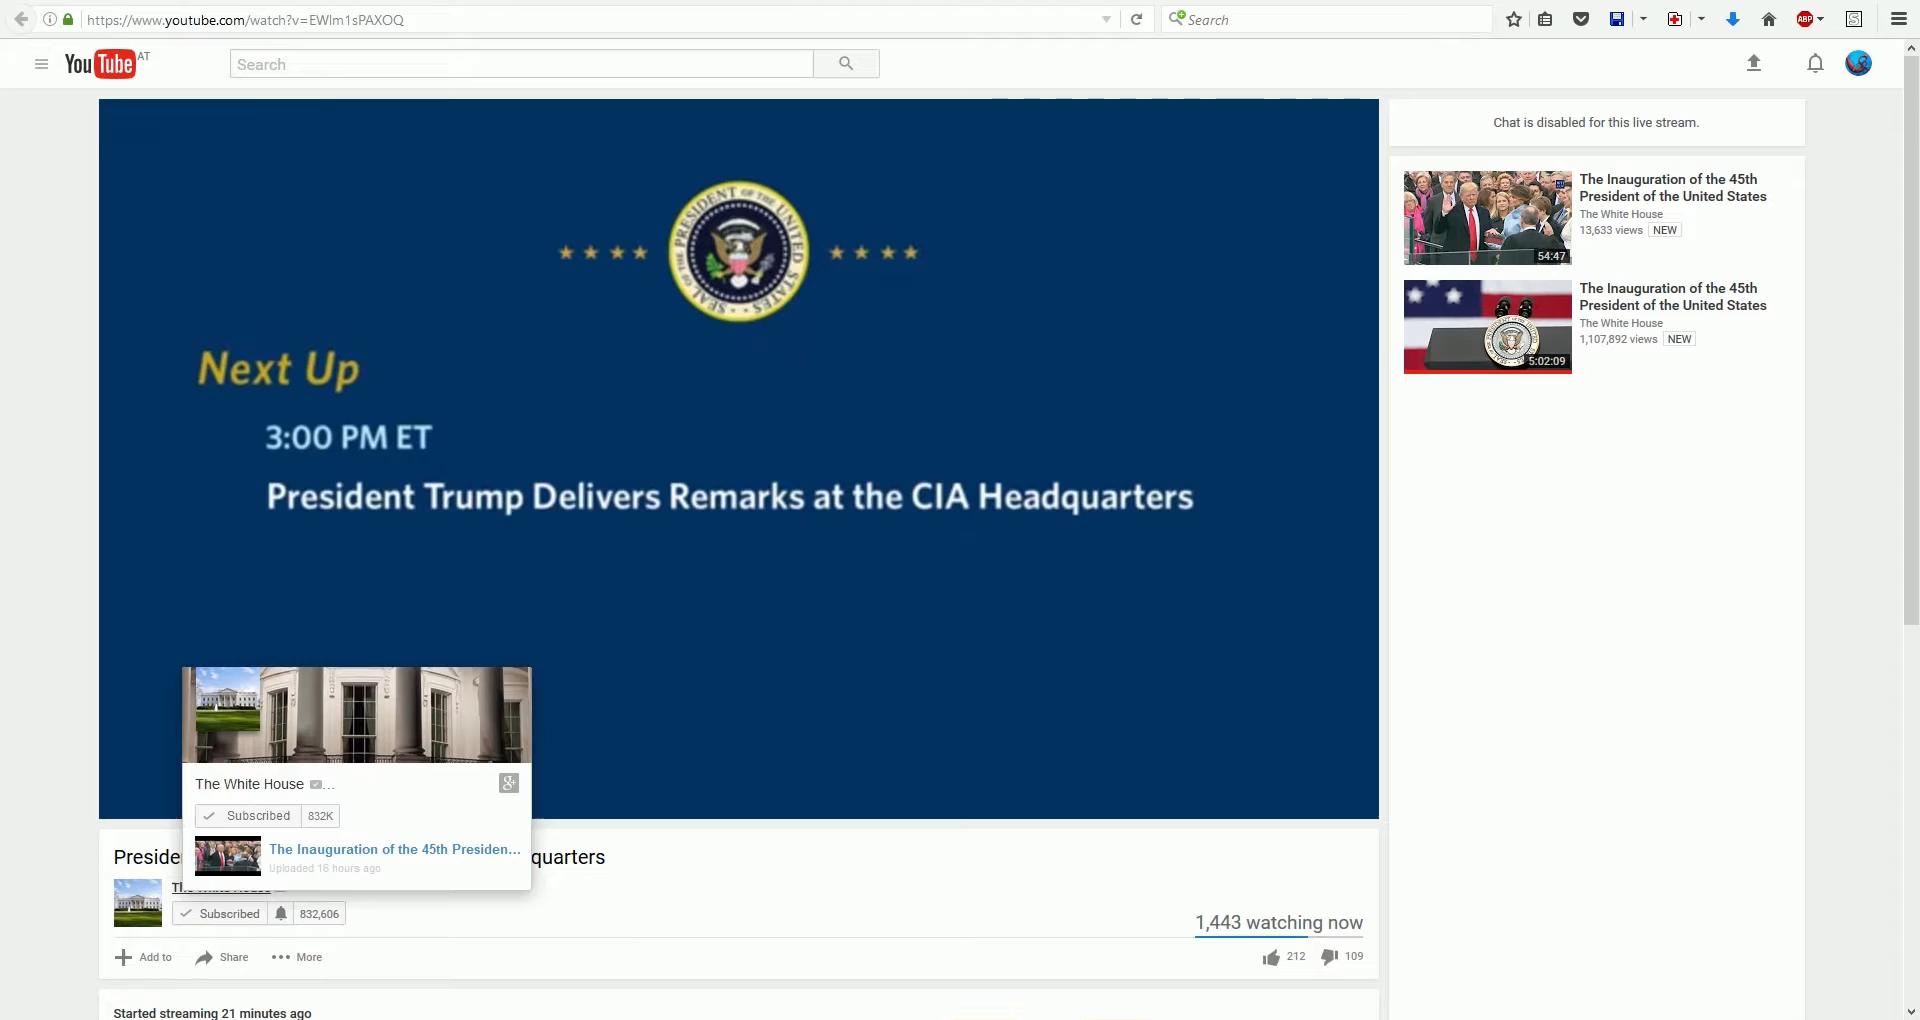 https://www.youtube.com/watch?v=EWlm1sPAXOQ
Search
ABP
S
YouTube AT
Search
SEAL OF THE PRESIDENT OF THE UNITED STATES
Next Up
3:00 PM ET
President Trump Delivers Remarks at the CIA Headquarters
Chat is disabled for this live stream.
54:47
The Inauguration of the 45th
President of the United States
The White House
13,633 views NEW
5:02:09
The Inauguration of the 45th
President of the United States
The White House
1,107,892 views NEW
The White House ...
g+
Subscribed 832K
The Inauguration of the 45th Presiden...
Uploaded 16 hours ago
Preside
quarters
Subscribed 832,606
1,443 watching now
Add to Share More
212 109
Started streaming 21 minutes ago